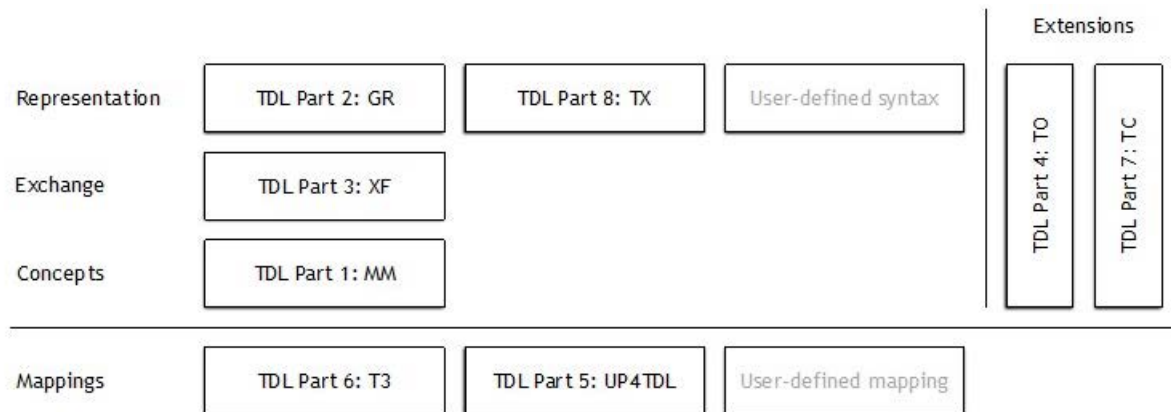 Extensions
Representation
TDL Part 2: GR
TDL Part 8: TX
User-defined syntax
TDL Part 4: TO
TDL Part 7: TC
Exchange
TDL Part 3: XF
Concepts
TDL Part 1: MM
Mappings
TDL Part 6: T3
TDL Part 5: UP4TDL
User-defined mapping